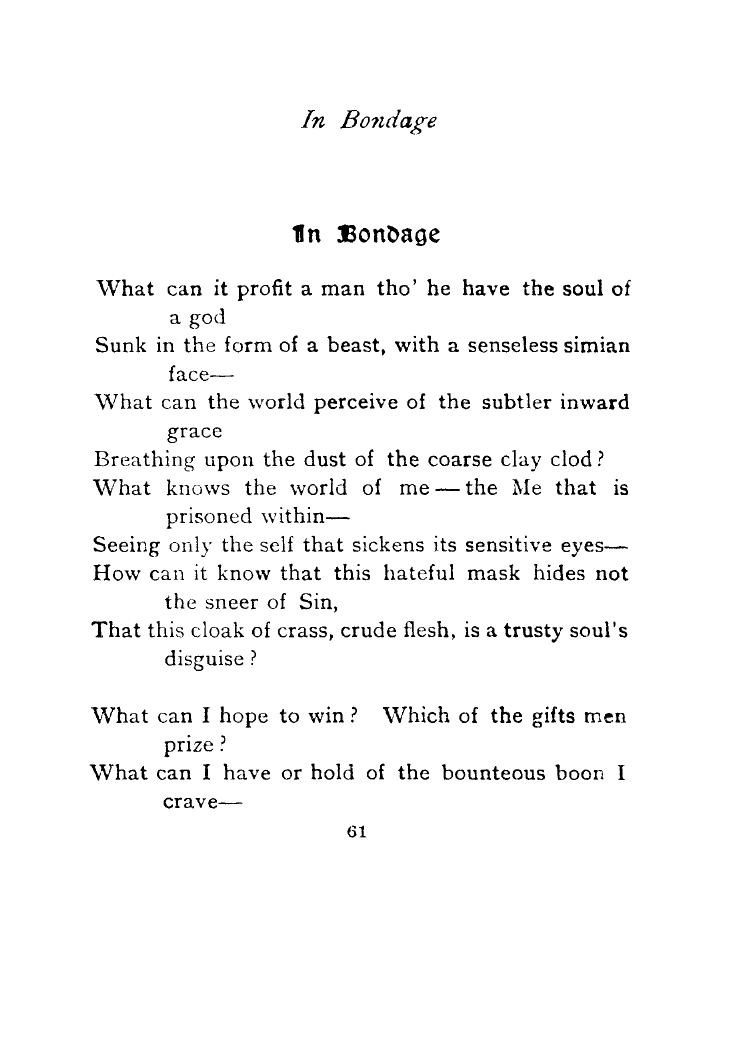 In Bondage
In Bondage
What can it profit a man tho' he have the soul of
a god
Sunk in the form of a beast, with a senseless simian
face—
What can the world perceive of the subtler inward
grace
Breathing upon the dust of the coarse clay clod?
What knows the world of me — the Me that is
prisoned within—
Seeing only the self that sickens its sensitive eyes—
How can it know that this hateful mask hides not
the sneer of Sin,
That this cloak of crass, crude flesh, is a trusty soul's
disguise?
What can I hope to win? Which of the gifts men
prize?
What can I have or hold of the bounteous boon I
crave—
61